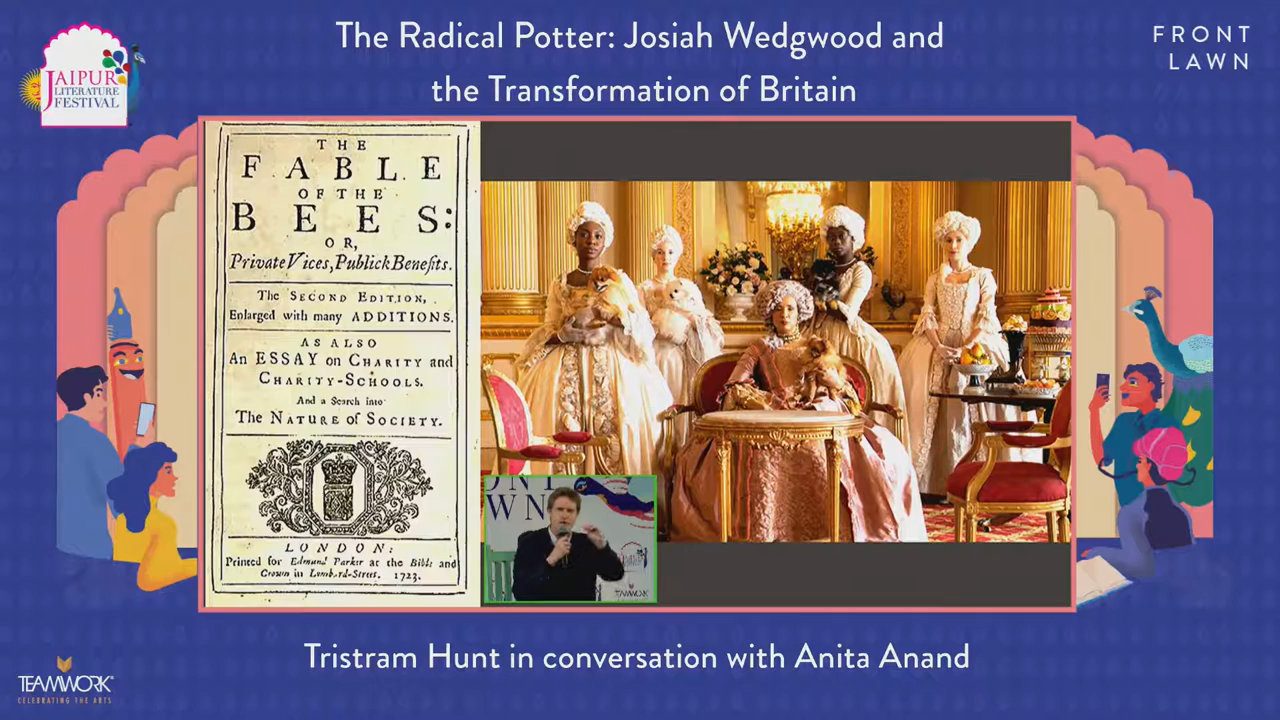 The Radical Potter: Josiah Wedgwood and
the Transformation of Britain
FRONT
LAWN
JAIPUR
LITERATURE
FESTIVAL
THE
FABLE
OF THE
BEES:
OR,
Private Vices, Publick Benefits.
The SECOND EDITION,
Enlarged with many ADDITIONS.
AS ALSO
An ESSAY on CHARITY and
CHARITY-SCHOOLS.
And a Search into
The NATURE of SOCIETY.
LONDON:
Printed for Edmund Parker at the Bible and
Crown in Lombard-Street. 1723.
WN
TEAMWORK
Tristram Hunt in conversation with Anita Anand
TEAMWORK
CELEBRATING THE ARTS